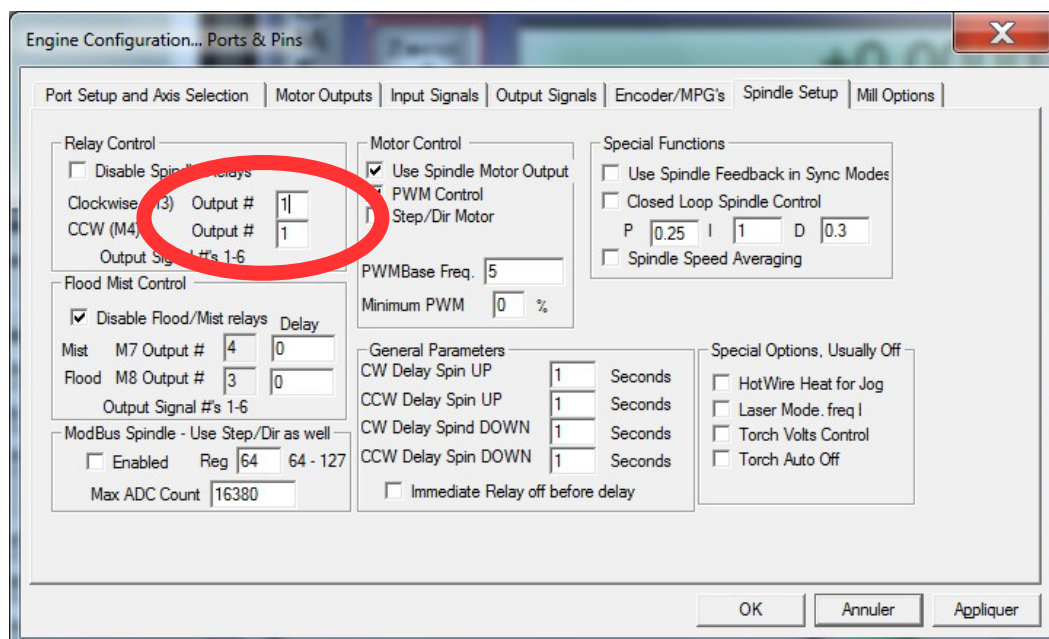 Engine Configuration... Ports & Pins
Port Setup and Axis Selection
Motor Outputs
Input Signals
Output Signals
Encoder/MPG's
Spindle Setup
Mill Options
Relay Control
Disable Relays
Clockwise Output # 1
CCW (M4) Output # 1
Output Signal #'s 1-6
Flood Mist Control
Disable Flood/Mist relays
Delay
Mist M7 Output # 4 0
Flood M8 Output # 3 0
Output Signal #'s 1-6
ModBus Spindle - Use Step/Dir as well
Enabled Reg 64 64 - 127
Max ADC Count 16380
Motor Control
Use Spindle Motor Output
PWM Control
Step/Dir Motor
PWMBase Freq. 5
Minimum PWM 0 %
General Parameters
CW Delay Spin UP 1 Seconds
CCW Delay Spin UP 1 Seconds
CW Delay Spind DOWN 1 Seconds
CCW Delay Spin DOWN 1 Seconds
Immediate Relay off before delay
Special Functions
Use Spindle Feedback in Sync Modes
Closed Loop Spindle Control
P 0.25 I 1 D 0.3
Spindle Speed Averaging
Special Options, Usually Off
HotWire Heat for Jog
Laser Mode. freq
Torch Volts Control
Torch Auto Off
OK
Annuler
Appliquer